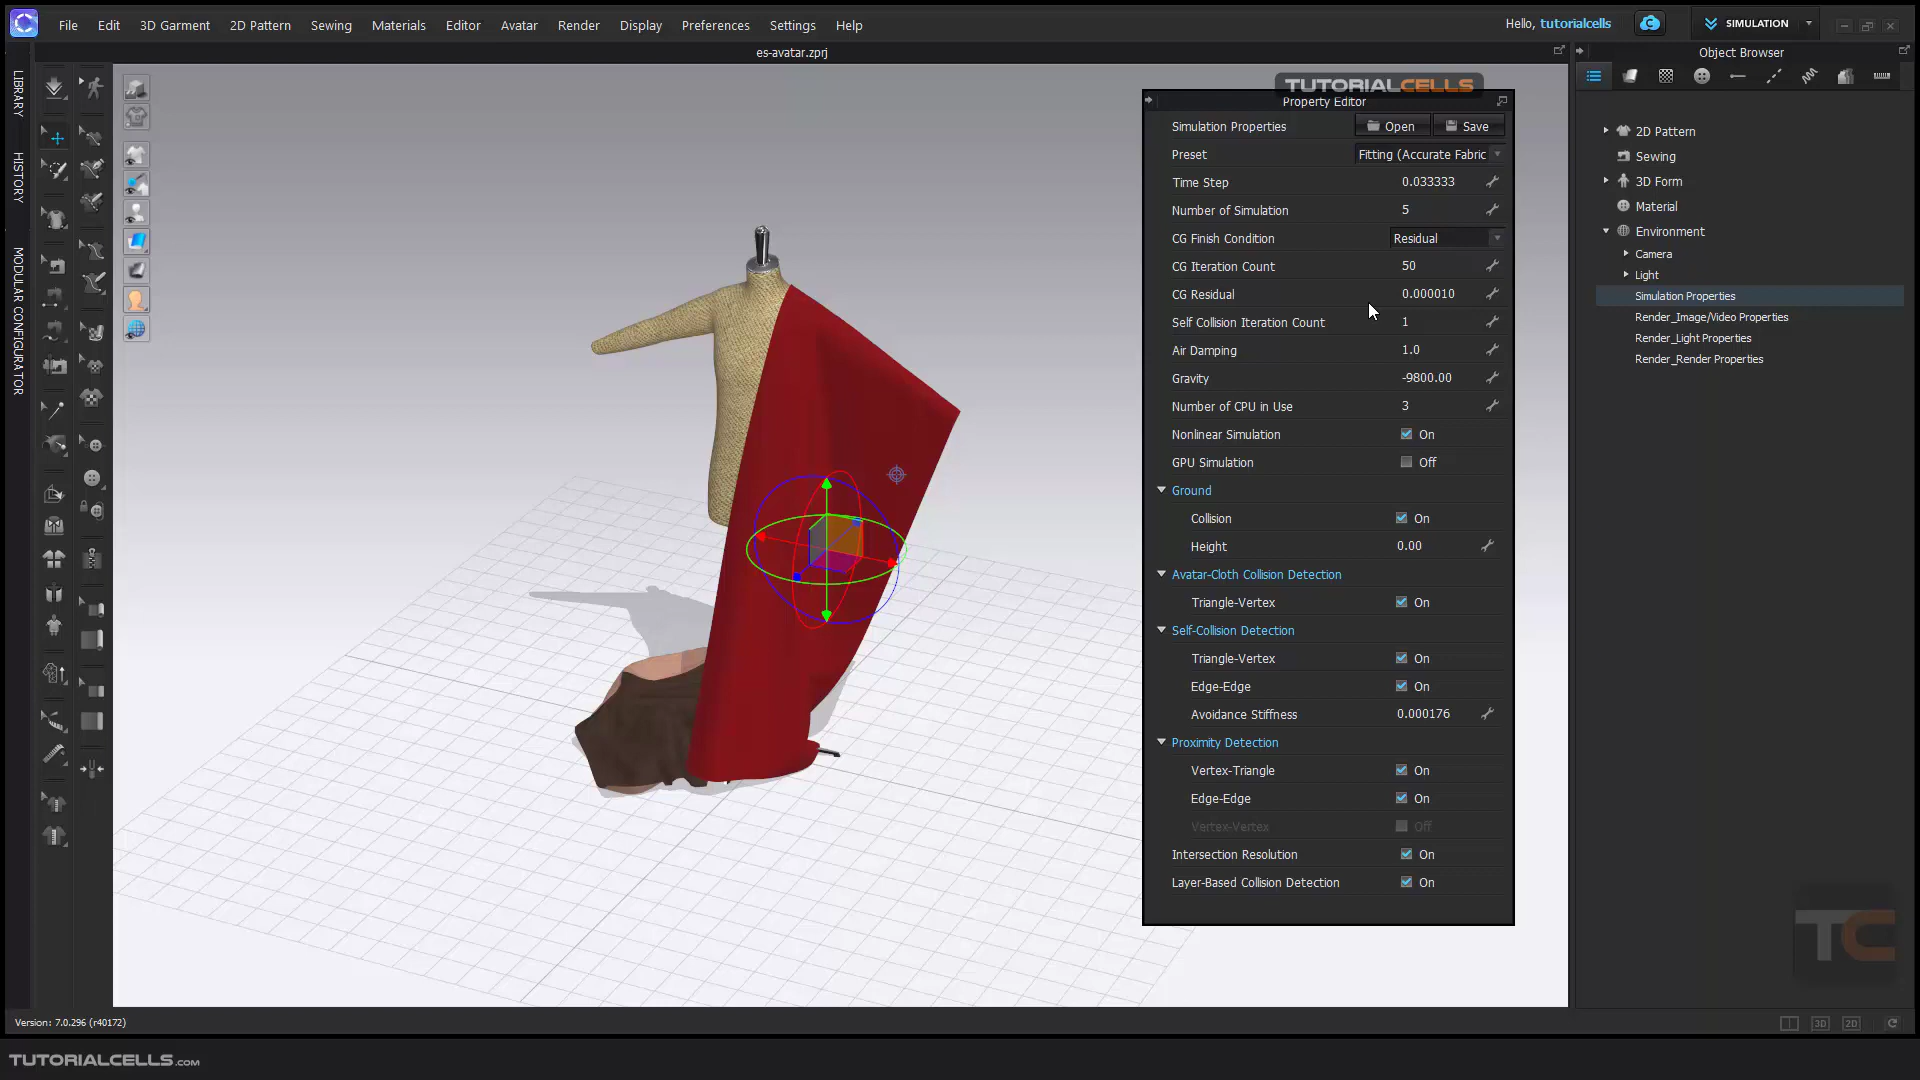 File Edit 3D Garment 2D Pattern Sewing Materials Editor Avatar Render Display Preferences Settings Help
Hello, tutorialcells
SIMULATION
es-avatar.zprj
Object Browser
LIBRARY
HISTORY
MODULAR CONFIGURATOR
TUTORIALCELLS
Property Editor
Simulation Properties Open Save
Preset Fitting (Accurate Fabric
Time Step 0.033333
Number of Simulation 5
CG Finish Condition Residual
CG Iteration Count 50
CG Residual 0.000010
Self Collision Iteration Count 1
Air Damping 1.0
Gravity -9800.00
Number of CPU in Use 3
Nonlinear Simulation On
GPU Simulation Off
Ground
Collision On
Height 0.00
Avatar-Cloth Collision Detection
Triangle-Vertex On
Self-Collision Detection
Triangle-Vertex On
Edge-Edge On
Avoidance Stiffness 0.000176
Proximity Detection
Vertex-Triangle On
Edge-Edge On
Vertex-Vertex Off
Intersection Resolution On
Layer-Based Collision Detection On
2D Pattern
Sewing
3D Form
Material
Environment
Camera
Light
Simulation Properties
Render_Image/Video Properties
Render_Light Properties
Render_Render Properties
TC
Version: 7.0.296 (r40172)
3D 2D
TUTORIALCELLS.com